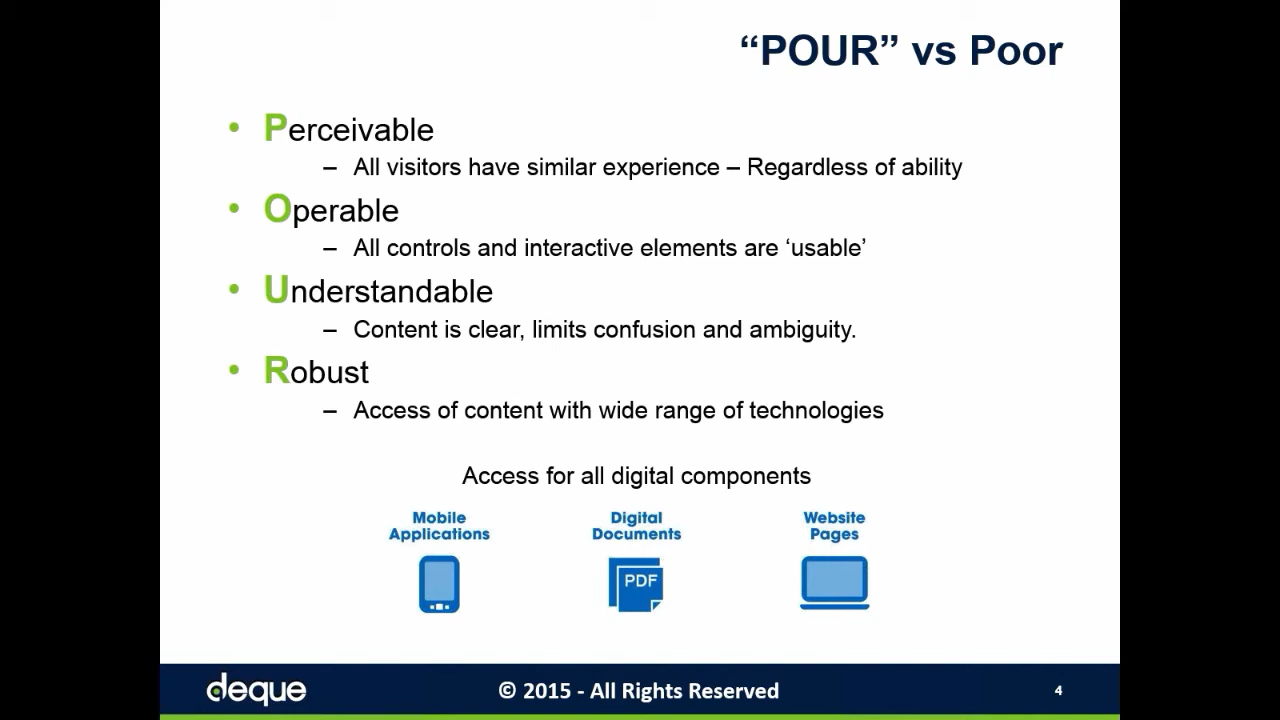 “POUR” vs Poor
• Perceivable
– All visitors have similar experience – Regardless of ability
• Operable
– All controls and interactive elements are ‘usable’
• Understandable
– Content is clear, limits confusion and ambiguity.
• Robust
– Access of content with wide range of technologies
Access for all digital components
Mobile
Applications
Digital
Documents
Website
Pages
PDF
deque
© 2015 - All Rights Reserved
4